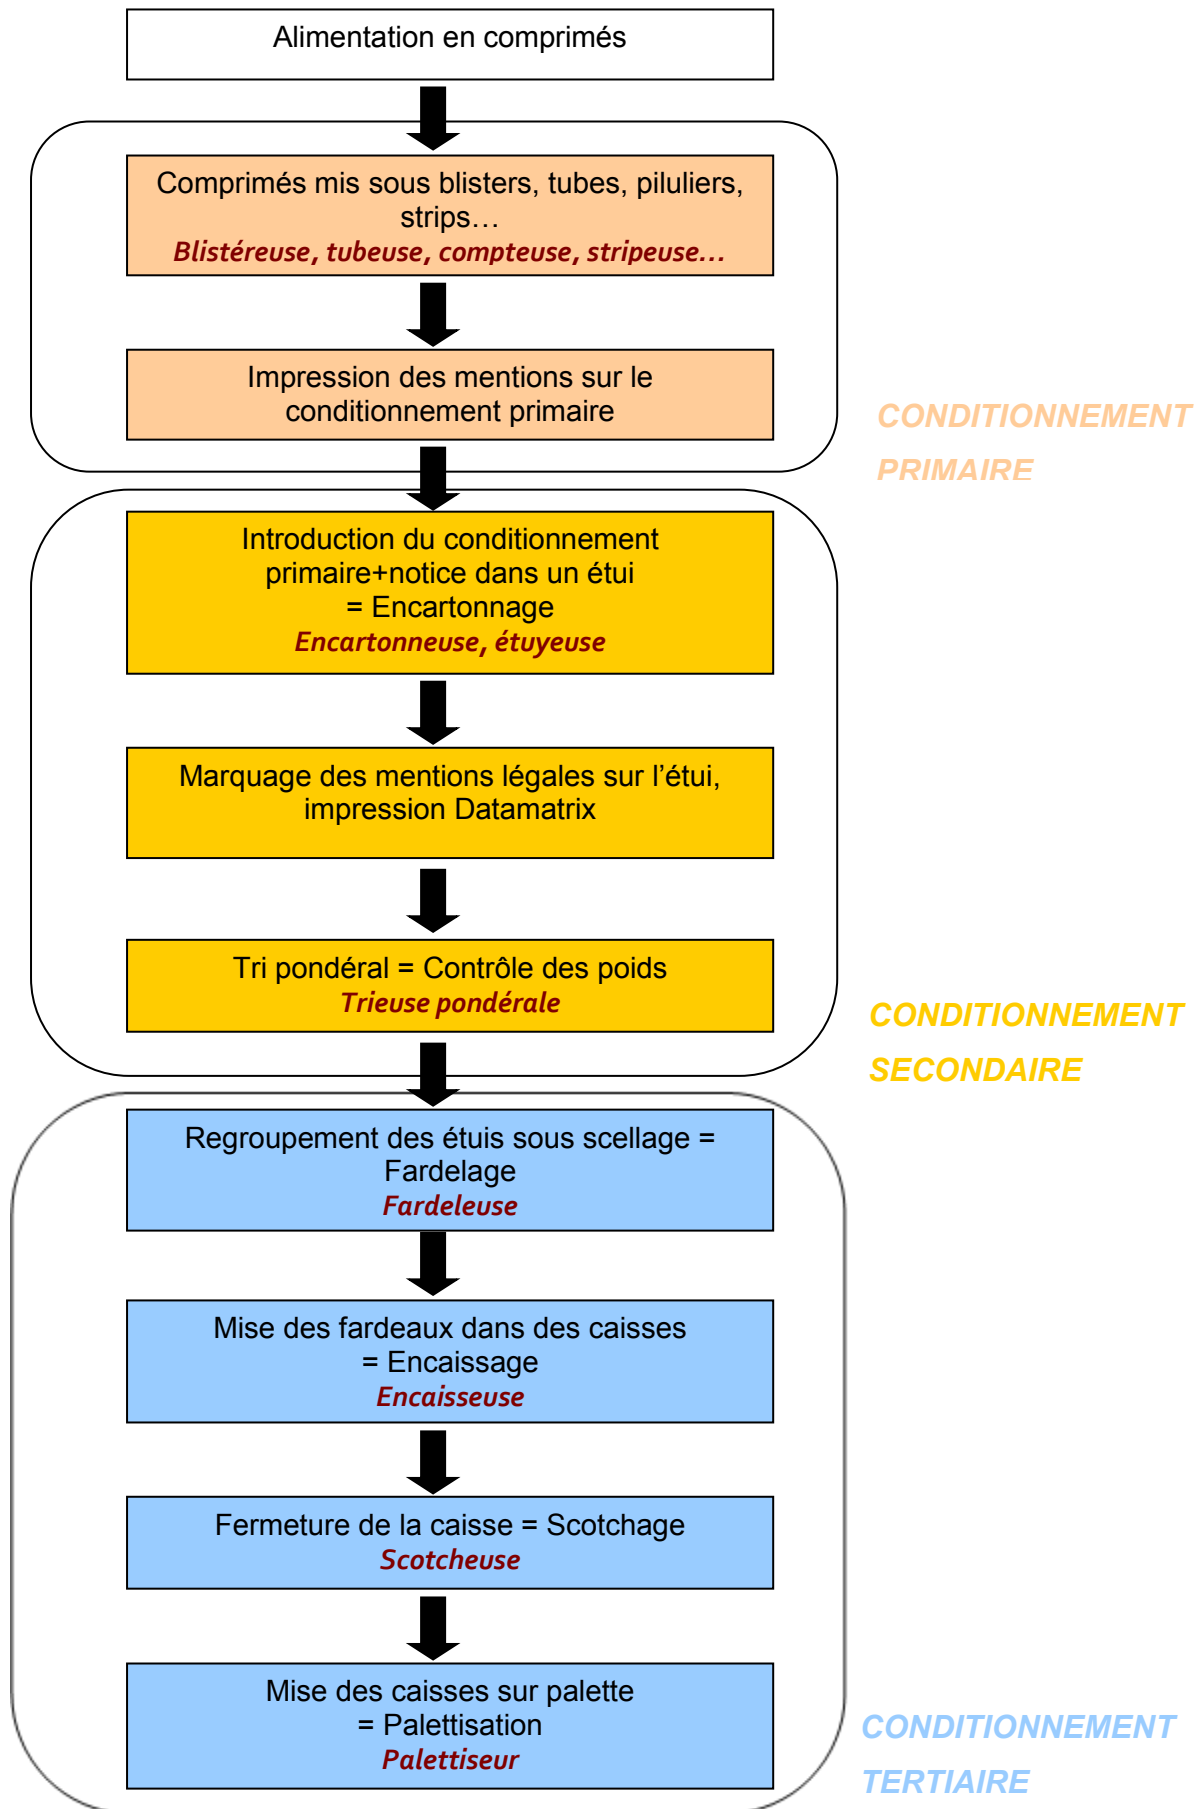 Alimentation en comprimés
Comprimés mis sous blisters, tubes, piluliers,
strips…
Blistéreuse, tubeuse, compteuse, stripeuse…
Impression des mentions sur le
conditionnement primaire
CONDITIONNEMENT
PRIMAIRE
Introduction du conditionnement
primaire+notice dans un étui
= Encartonnage
Encartonneuse, étuyeuse
Marquage des mentions légales sur l’étui,
impression Datamatrix
Tri pondéral = Contrôle des poids
Trieuse pondérale
CONDITIONNEMENT
SECONDAIRE
Regroupement des étuis sous scellage =
Fardelage
Fardeleuse
Mise des fardeaux dans des caisses
= Encaissage
Encaisseuse
Fermeture de la caisse = Scotchage
Scotcheuse
Mise des caisses sur palette
= Palettisation
Palettiseur
CONDITIONNEMENT
TERTIAIRE